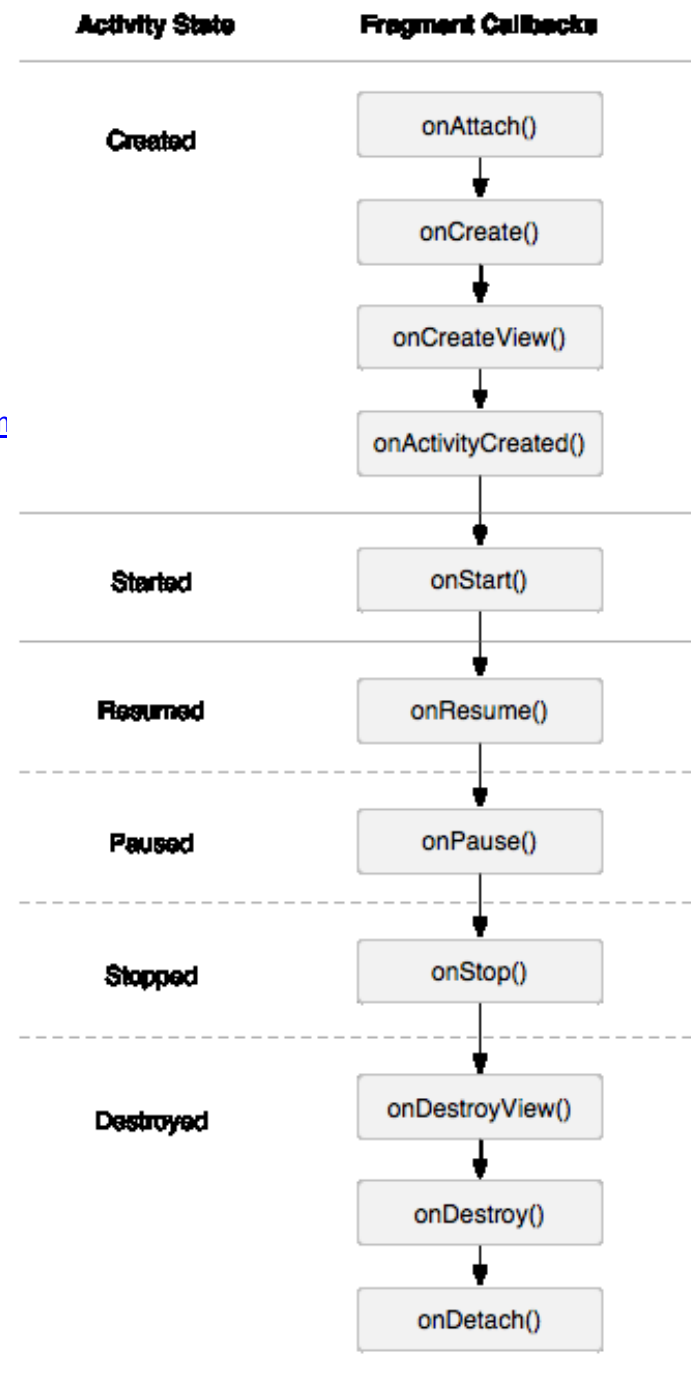 Activity State Fragment Callbacks
Created
onAttach()
onCreate()
onCreateView()
onActivityCreated()
Started
onStart()
Resumed
onResume()
Paused
onPause()
Stopped
onStop()
Destroyed
onDestroyView()
onDestroy()
onDetach()